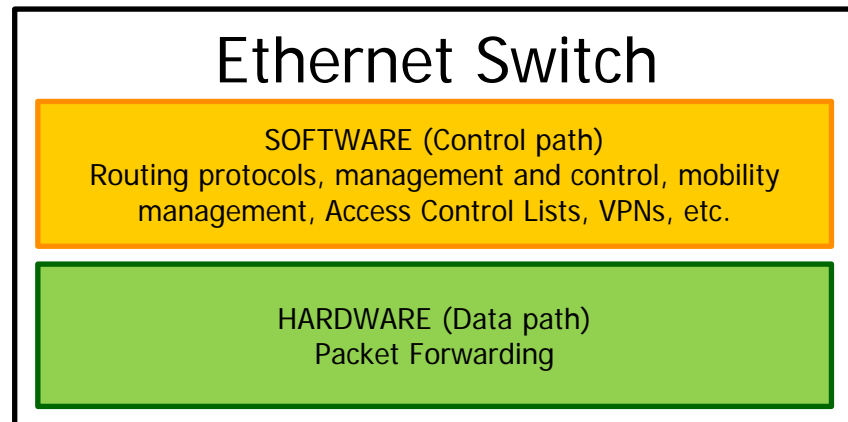 Ethernet Switch
SOFTWARE (Control path)
Routing protocols, management and control, mobility
management, Access Control Lists, VPNs, etc.
HARDWARE (Data path)
Packet Forwarding